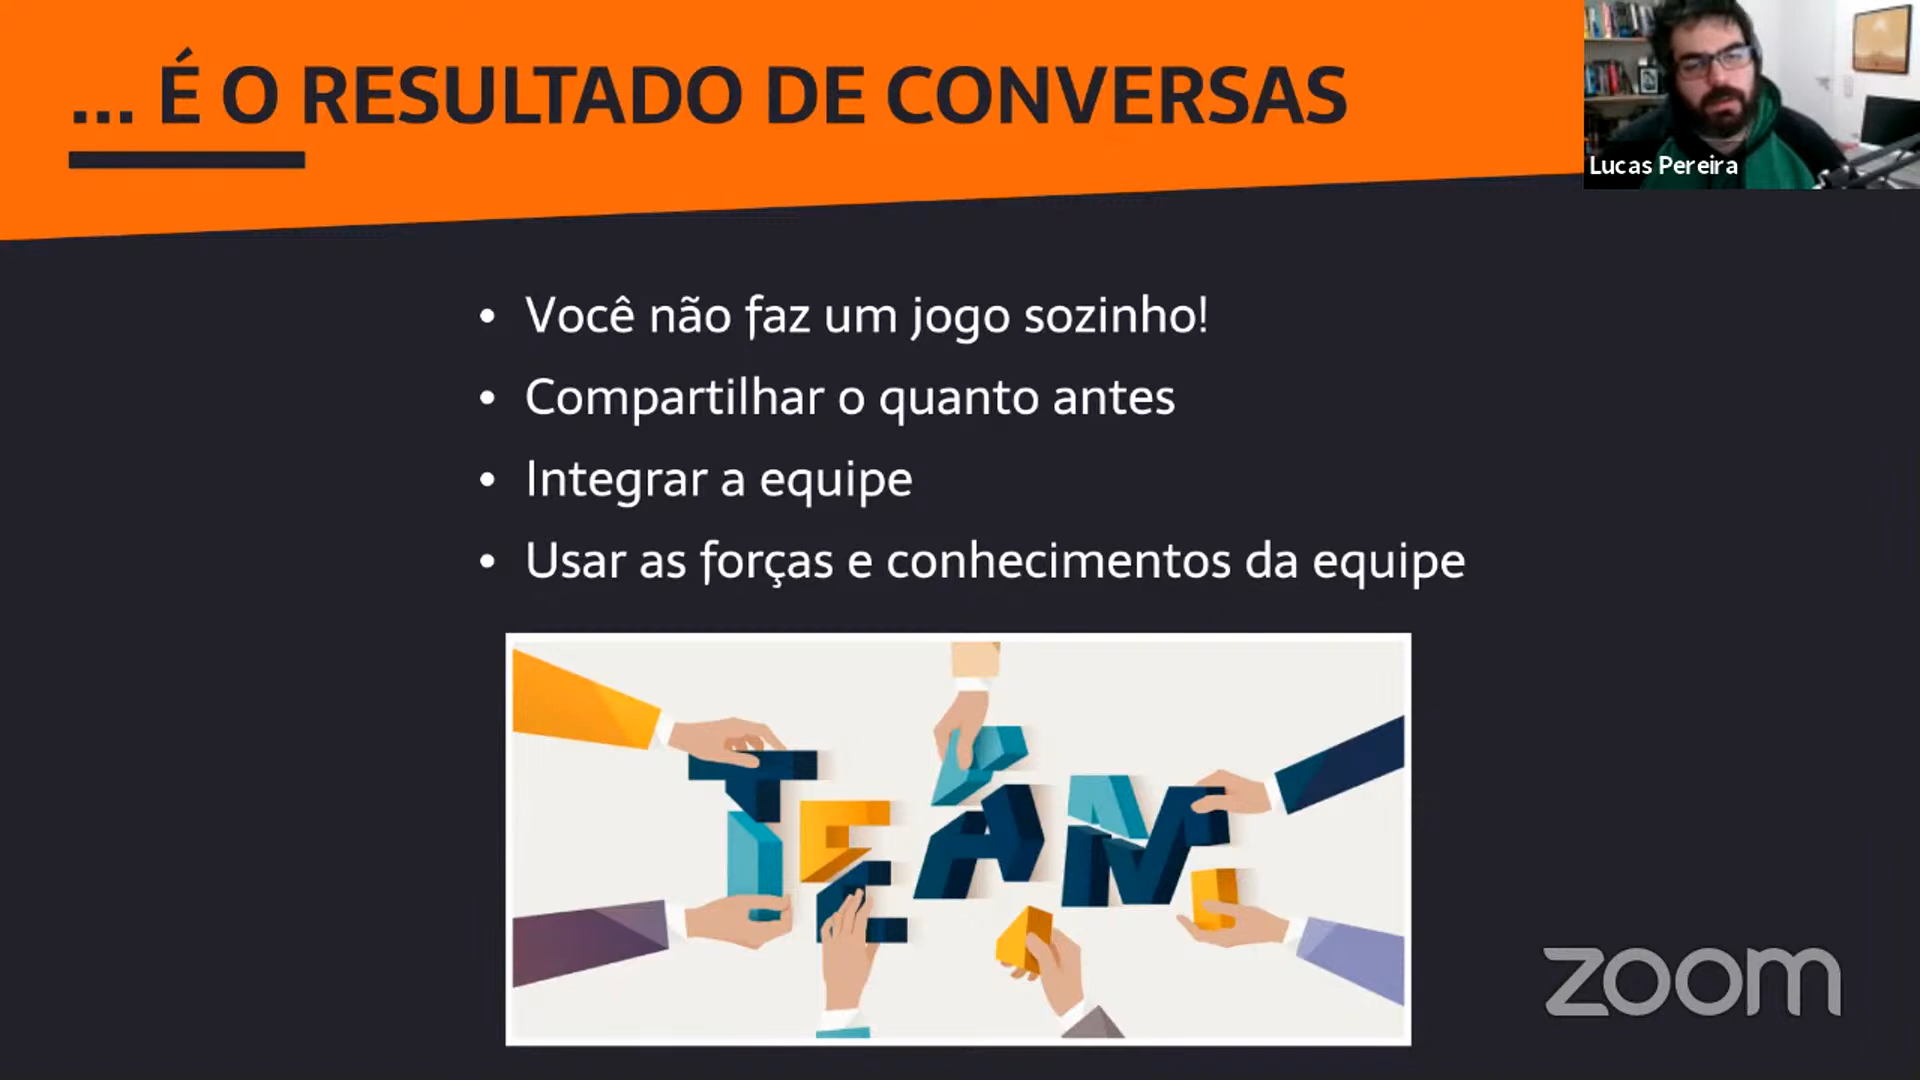 ... É O RESULTADO DE CONVERSAS
Lucas Pereira
• Você não faz um jogo sozinho!
• Compartilhar o quanto antes
• Integrar a equipe
• Usar as forças e conhecimentos da equipe
TEAM
zoom